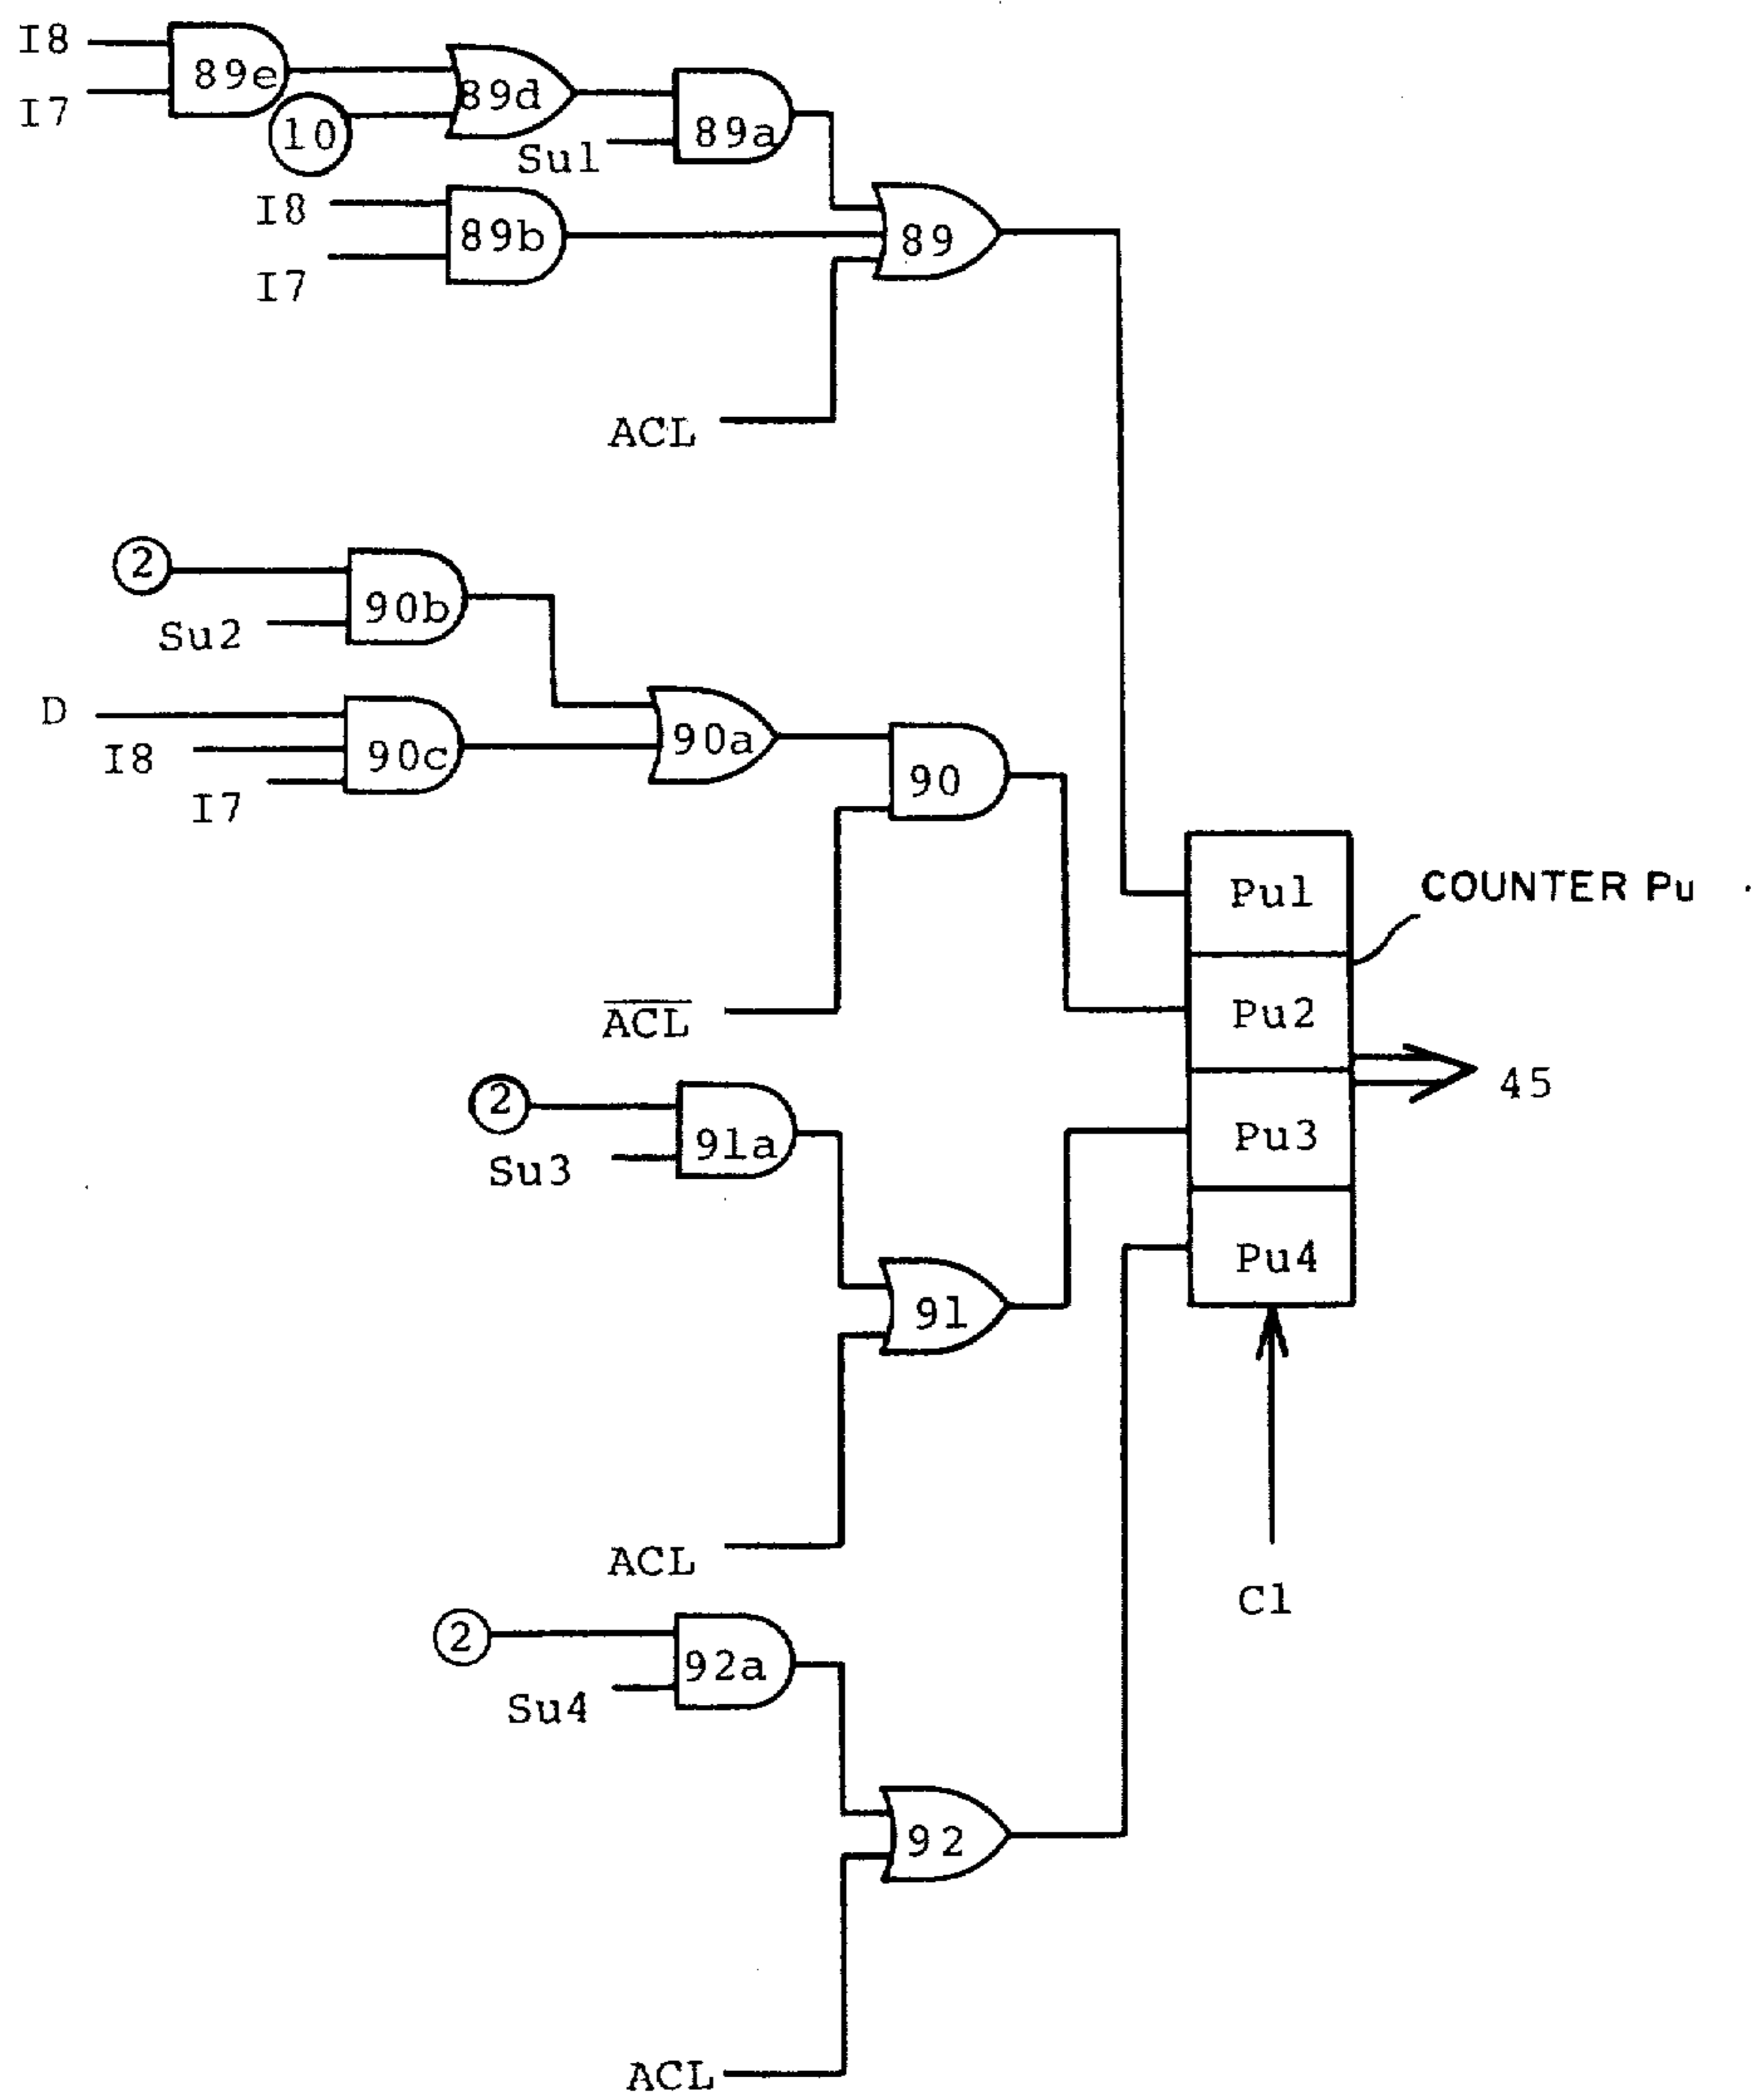 I8
89e
I7
10
89d
Su1
89a
I8
89b
I7
89
ACL
2
90b
Su2
D
90c
I8
I7
90a
90
ACL
Pu1
COUNTER Pu
Pu2
45
Pu3
Pu4
2
91a
Su3
91
ACL
C1
2
92a
Su4
92
ACL